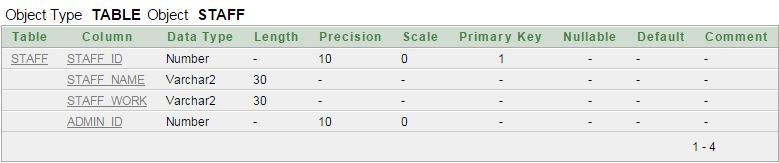 Object Type TABLE Object STAFF
Table Column Data Type Length Precision Scale Primary Key Nullable Default Comment
STAFF STAFF_ID Number - 10 0 1 - - -
STAFF_NAME Varchar2 30 - - - - - -
STAFF_WORK Varchar2 30 - - - - - -
ADMIN_ID Number - 10 0 - - - -
1 - 4